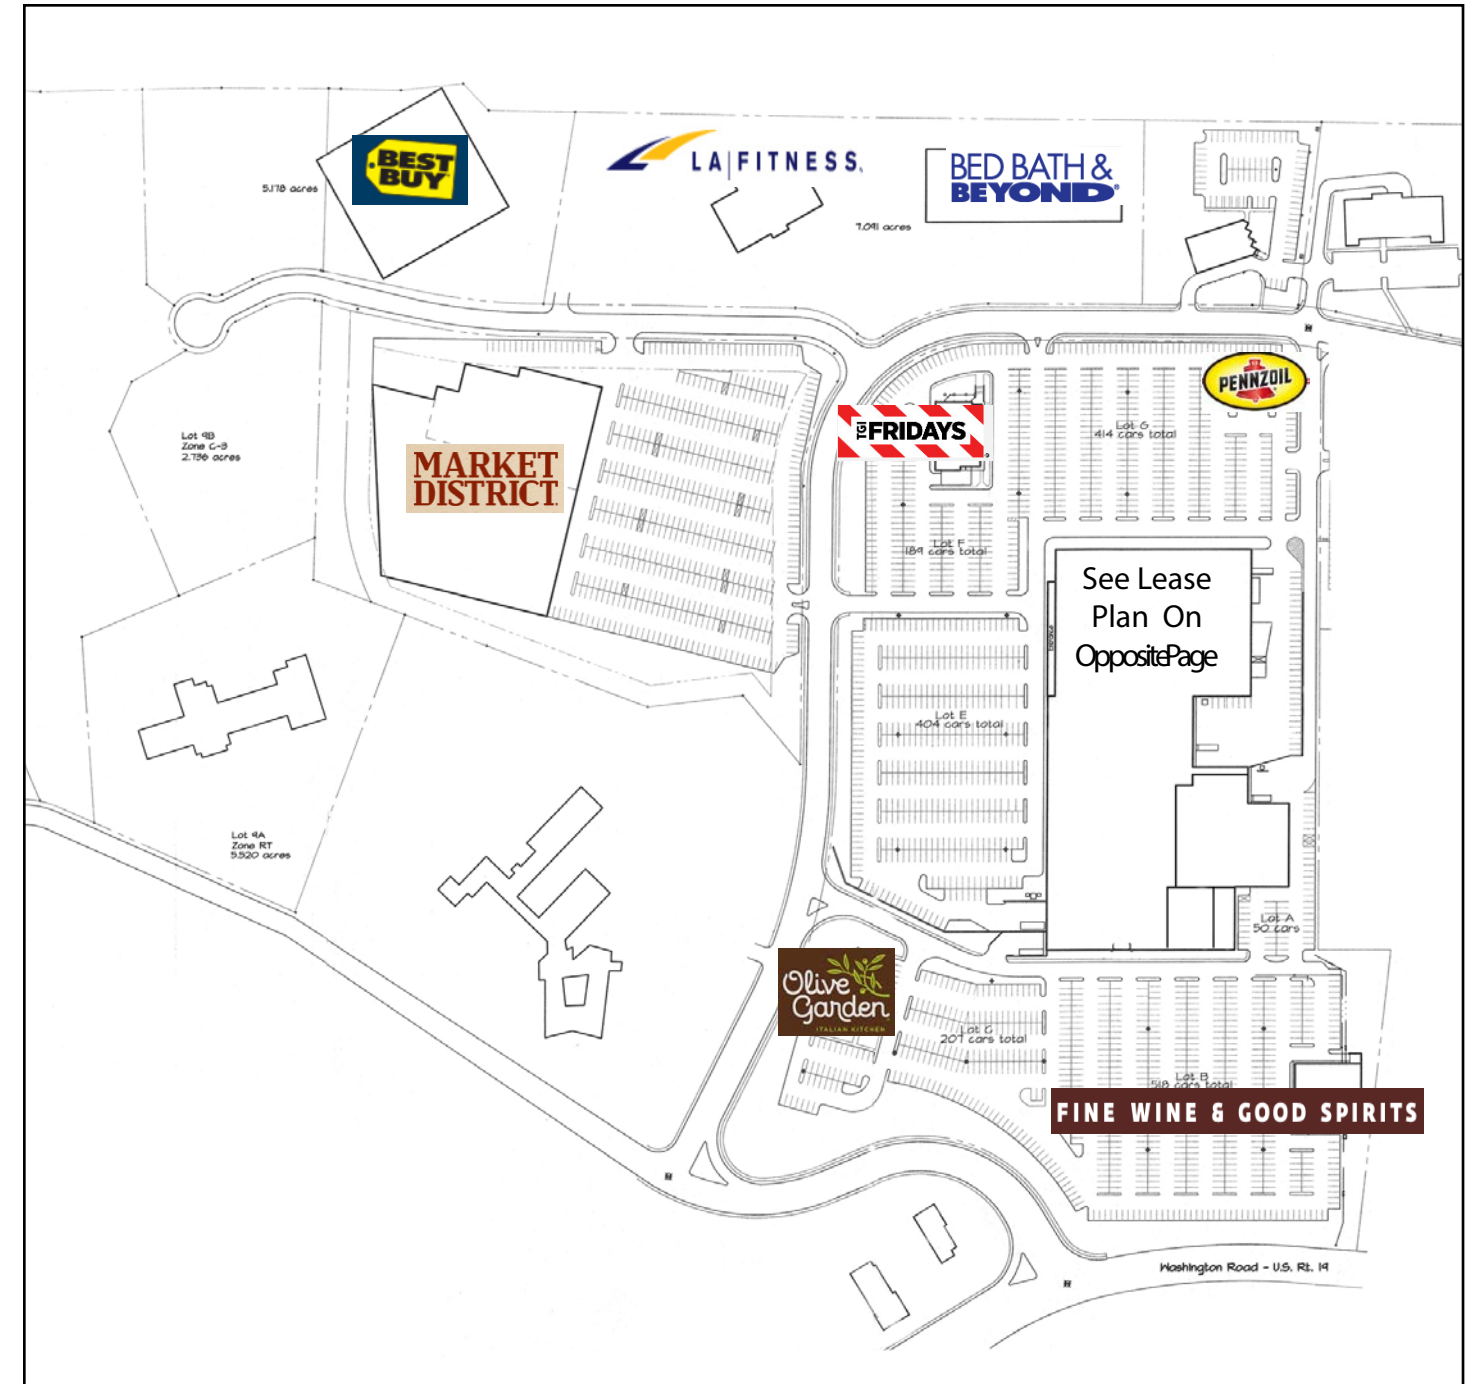 BEST
BUY
5.178 acres
LA|FITNESS.
BED BATH &
BEYOND®
7.091 acres
PENNZOIL
Lot G
414 cars total
TGI FRIDAYS
®
Lot 9B
Zone C-3
2.736 acres
MARKET
DISTRICT
Lot F
189 cars total
See Lease
Plan On
OppositePage
Lot E
404 cars total
Lot 9A
Zone RT
5.520 acres
Lot A
50 cars
Olive
Garden
ITALIAN KITCHEN
Lot C
207 cars total
Lot B
518 cars total
FINE WINE & GOOD SPIRITS
Washington Road - U.S. Rt. 19